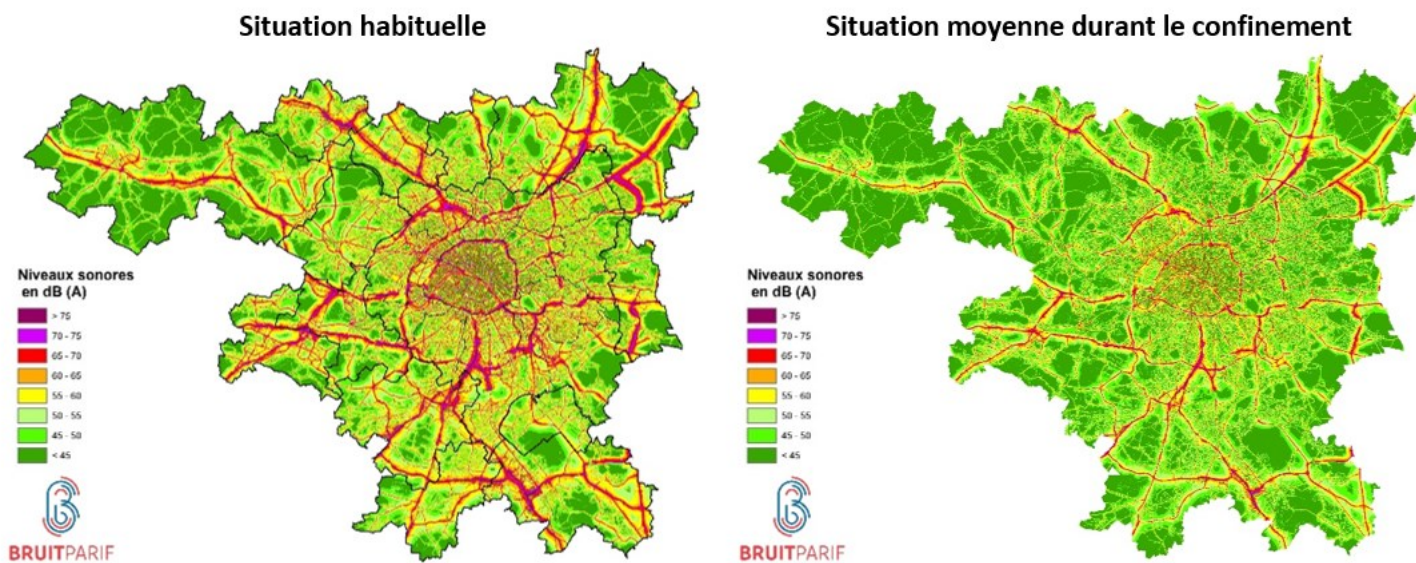 Situation habituelle
Niveaux sonores
en dB (A)
> 75
70 - 75
65 - 70
60 - 65
55 - 60
50 - 55
45 - 50
< 45
BRUITPARIF
Situation moyenne durant le confinement
Niveaux sonores
en dB (A)
> 75
70 - 75
65 - 70
60 - 65
55 - 60
50 - 55
45 - 50
< 45
BRUITPARIF